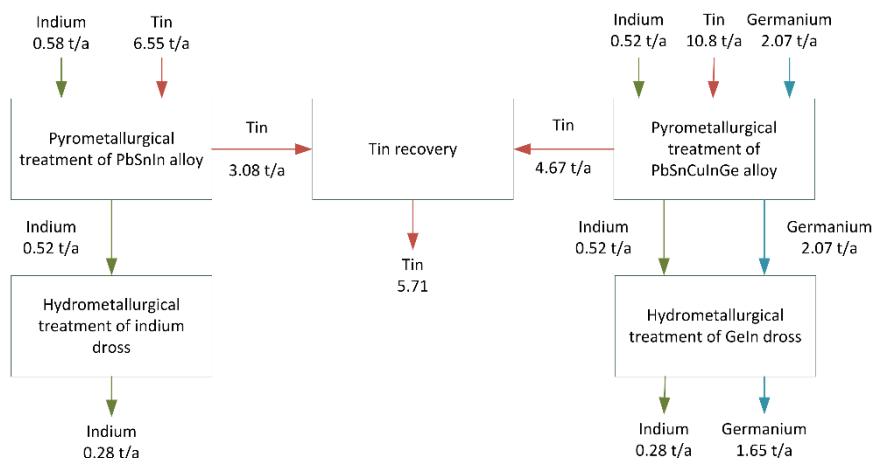 Indium
0.58 t/a
Tin
6.55 t/a
Indium
0.52 t/a
Tin
10.8 t/a
Germanium
2.07 t/a
Pyrometallurgical
treatment of PbSnIn alloy
Tin
3.08 t/a
Tin recovery
Tin
4.67 t/a
Pyrometallurgical
treatment of
PbSnCuInGe alloy
Indium
0.52 t/a
Tin
5.71
Indium
0.52 t/a
Germanium
2.07 t/a
Hydrometallurgical
treatment of indium
dross
Hydrometallurgical
treatment of GeIn dross
Indium
0.28 t/a
Indium
0.28 t/a
Germanium
1.65 t/a